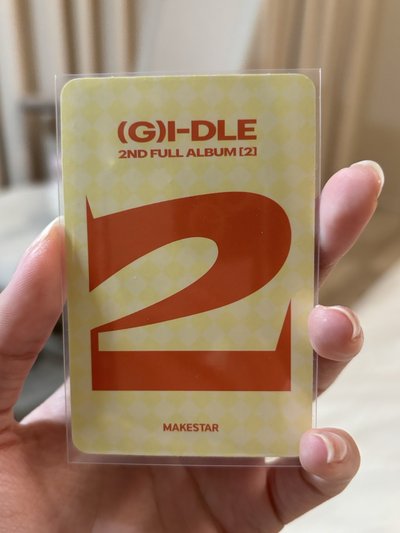 (G)I-DLE
2ND FULL ALBUM [2]
2
MAKESTAR